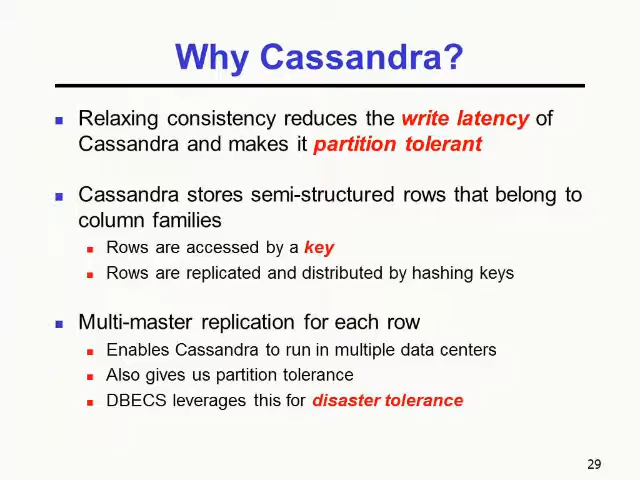 Why Cassandra?
Relaxing consistency reduces the write latency of
Cassandra and makes it partition tolerant
Cassandra stores semi-structured rows that belong to
column families
Rows are accessed by a key
Rows are replicated and distributed by hashing keys
Multi-master replication for each row
Enables Cassandra to run in multiple data centers
Also gives us partition tolerance
DBECS leverages this for disaster tolerance
29